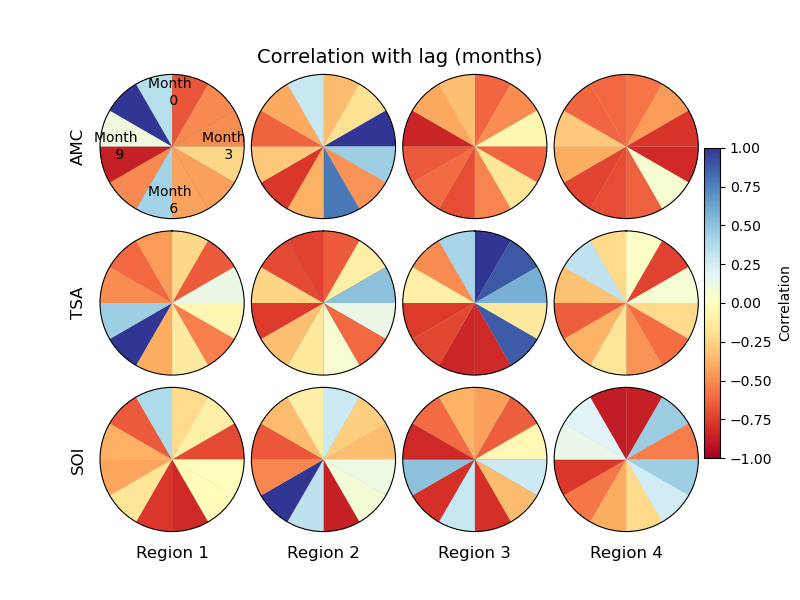 Correlation with lag (months)
Month
0
Month
9
Month
3
Month
6
AMC
TSA
SOI
Region 1
Region 2
Region 3
Region 4
1.00
0.75
0.50
0.25
0.00
−0.25
−0.50
−0.75
−1.00
Correlation